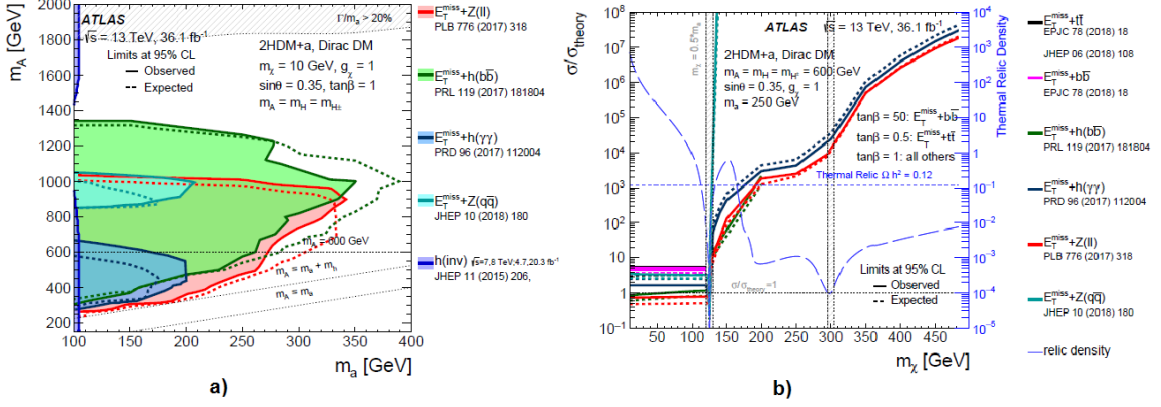 ATLAS
√s = 13 TeV, 36.1 fb⁻¹
Γ/mₐ > 20%
Limits at 95% CL
Observed
Expected
2HDM+a, Dirac DM
m_χ = 10 GeV, g_χ = 1
sinθ = 0.35, tanβ = 1
m_A = m_H = m_H±
m_A = 600 GeV
m_A = m_a + m_h
m_A = m_a
m_A [GeV]
2000
1800
1600
1400
1200
1000
800
600
400
200
100 150 200 250 300 350 400
m_a [GeV]
E_T^miss+Z(ll)
PLB 776 (2017) 318
E_T^miss+h(bb̄)
PRL 119 (2017) 181804
E_T^miss+h(γγ)
PRD 96 (2017) 112004
E_T^miss+Z(qq̄)
JHEP 10 (2018) 180
h(inv) √s=7,8 TeV;4.7,20.3 fb⁻¹
JHEP 11 (2015) 206,
a)
σ/σ_theory
10⁸
10⁷
10⁶
10⁵
10⁴
10³
10²
10
1
10⁻¹
m_χ = 0.5*m_a
ATLAS
√s = 13 TeV, 36.1 fb⁻¹
2HDM+a, Dirac DM
m_A = m_H = m_H± = 600 GeV
sinθ = 0.35, g_χ = 1
m_a = 250 GeV
tanβ = 50: E_T^miss+bb̄
tanβ = 0.5: E_T^miss+tt̄
tanβ = 1: all others
Thermal Relic Ω h² = 0.12
Limits at 95% CL
Observed
Expected
σ/σ_theory=1
50 100 150 200 250 300 350 400 450
m_χ [GeV]
10⁴
10³
10²
10
1
10⁻¹
10⁻²
10⁻³
10⁻⁴
10⁻⁵
Thermal Relic Density
E_T^miss+tt̄
EPJC 78 (2018) 18
JHEP 06 (2018) 108
E_T^miss+bb̄
EPJC 78 (2018) 18
E_T^miss+h(bb̄)
PRL 119 (2017) 181804
E_T^miss+h(γγ)
PRD 96 (2017) 112004
E_T^miss+Z(ll)
PLB 776 (2017) 318
E_T^miss+Z(qq̄)
JHEP 10 (2018) 180
relic density
b)